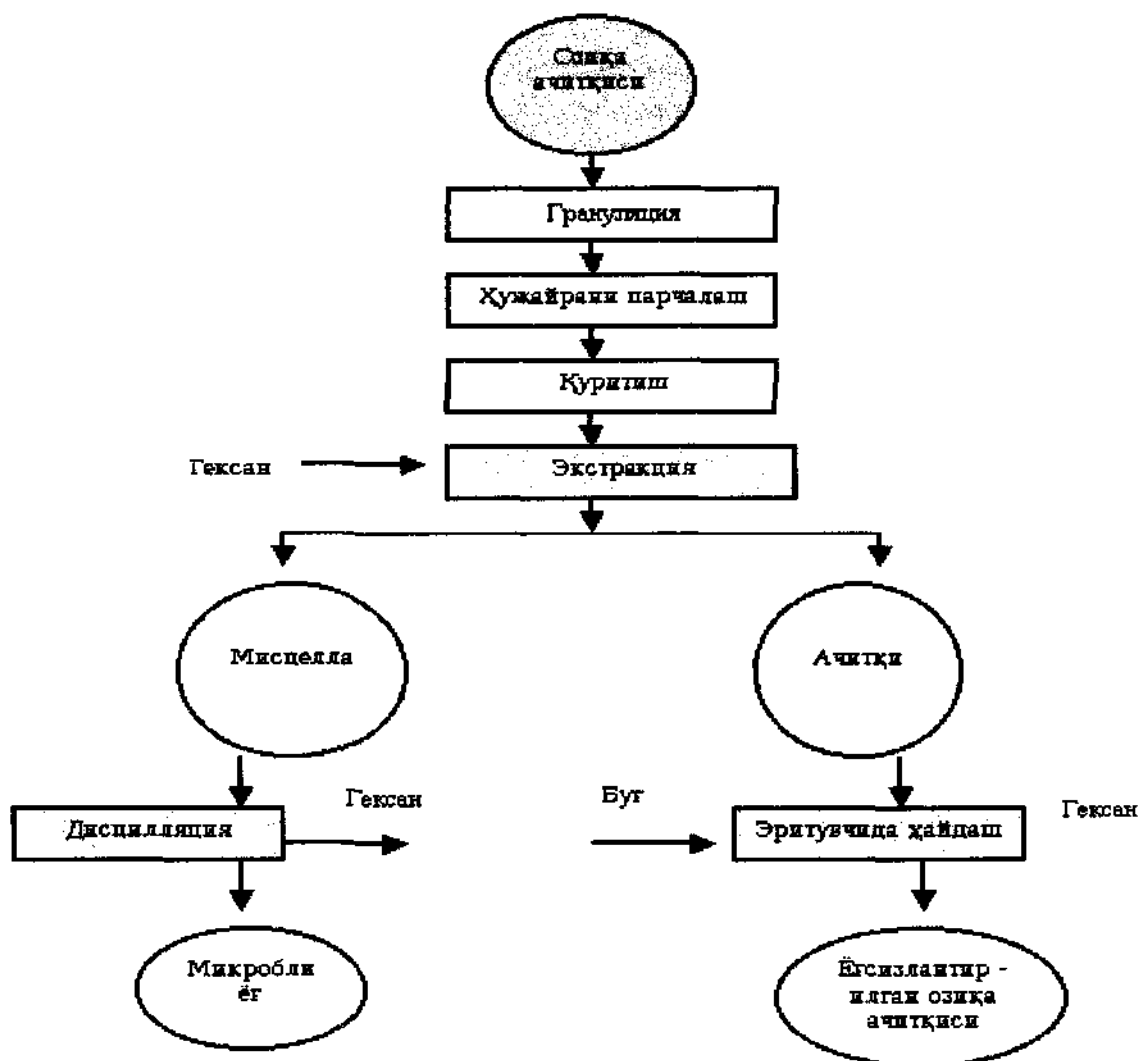 Озиқа
ачитқиси
Грануляция
Ҳужайрани парчалаш
Қуритиш
Гексан
Экстракция
Мисцелла
Ачитқи
Дисцилляция
Гексан
Буғ
Эритувчида ҳайдаш
Гексан
Микробли
ёғ
Ёғсизлантир -
илган озиқа
ачитқиси